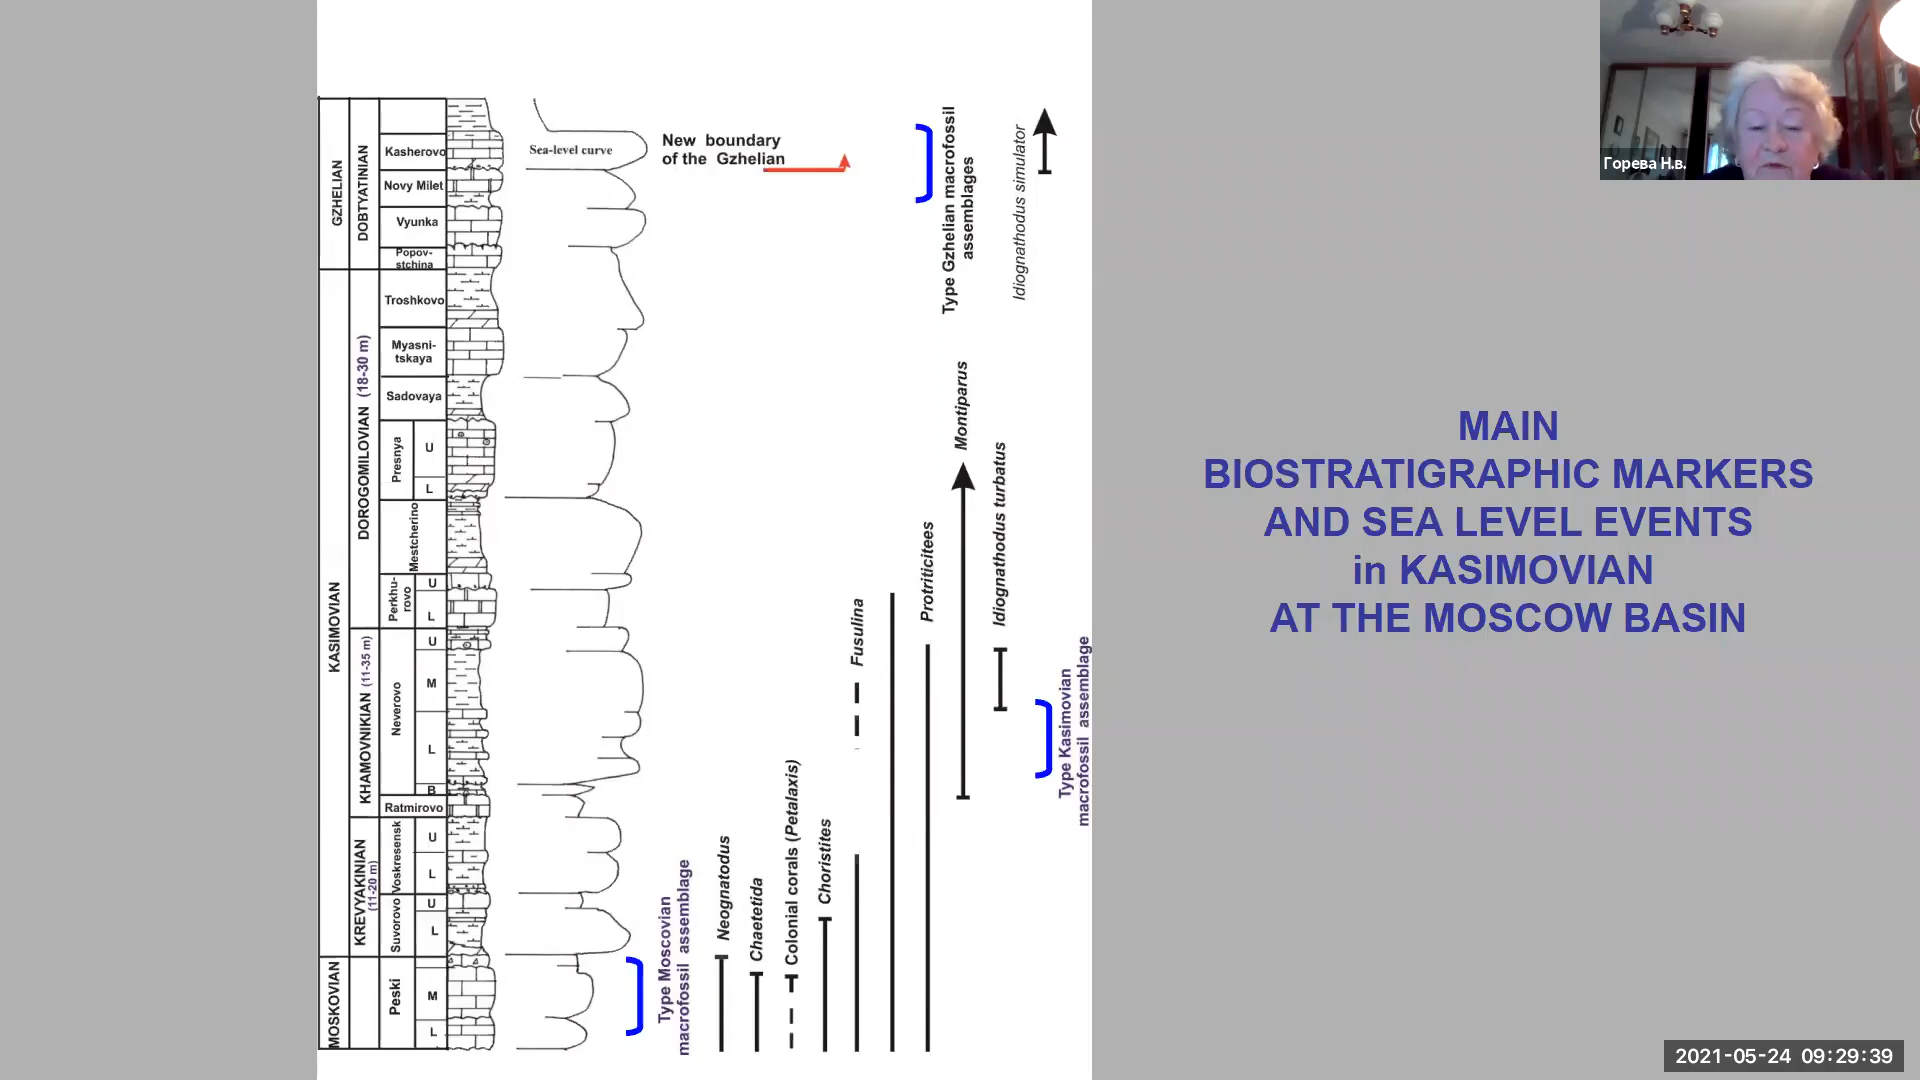 GZHELIAN
DOBTYATINIAN
Kasherovo
Novy Milet
Vyunka
Popov-
stchina
KASIMOVIAN
DOROGOMILOVIAN (18-30 m)
Troshkovo
Myasni-
tskaya
Sadovaya
Presnya
U
L
Mestcherino
Perkhu-
rovo
U
L
KHAMOVNIKIAN (11-35 m)
Neverovo
U
M
L
B
Ratmirovo
KREVYAKINIAN
(11-20 m)
Voskresensk
U
L
Suvorovo
U
L
MOSKOVIAN
Peski
M
L
Sea-level curve
New boundary
of the Gzhelian
Type Moscovian
macrofossil assemblage
Neognatodus
Chaetetida
Colonial corals (Petalaxis)
Choristites
Fusulina
Protriticitees
Montiparus
Idiognathodus turbatus
Type Kasimovian
macrofossil assemblage
Type Gzhelian macrofossil
assemblages
Idiognathodus simulator
MAIN
BIOSTRATIGRAPHIC MARKERS
AND SEA LEVEL EVENTS
in KASIMOVIAN
AT THE MOSCOW BASIN
Горева Н.в.
2021-05-24 09:29:39